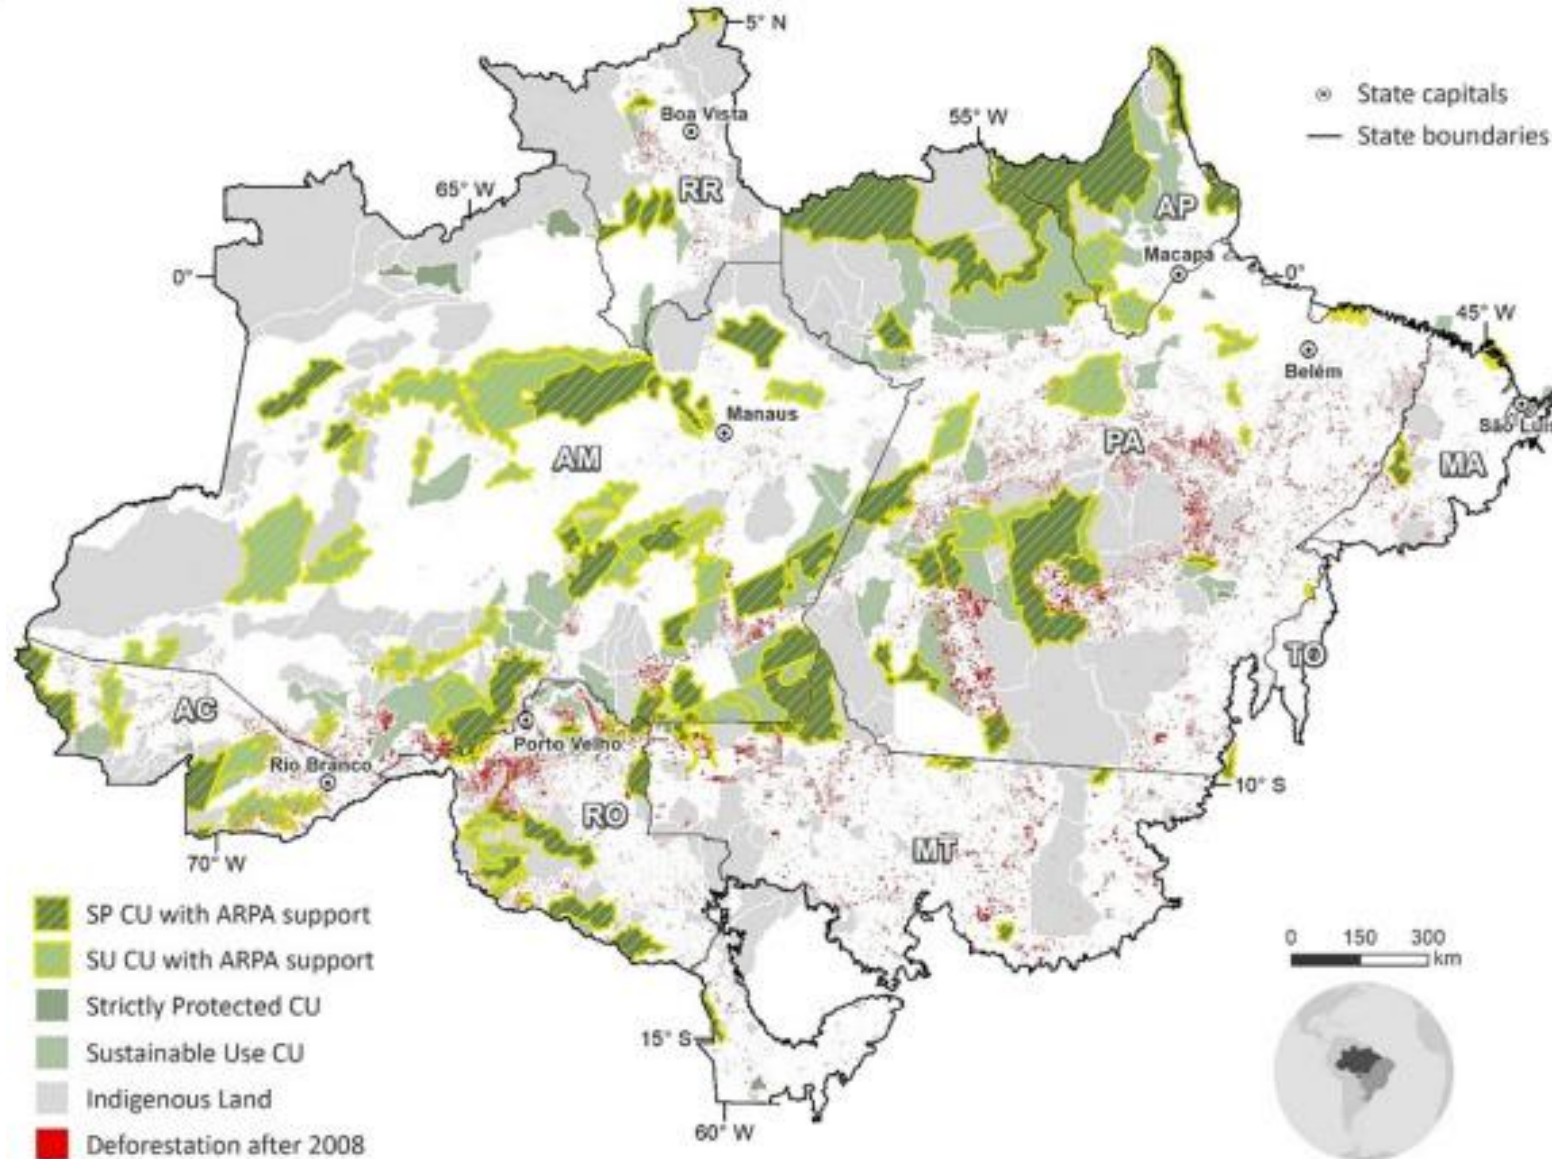 5° N
State capitals
55° W
Boa Vista
State boundaries
65° W
RR
AP
Macapá
0°
0°
45° W
Belém
Manaus
São Luis
PA
AM
MA
TO
AC
Porto Velho
Rio Branco
10° S
RO
70° W
MT
SP CU with ARPA support
SU CU with ARPA support
0 150 300
km
Strictly Protected CU
15° S
Sustainable Use CU
Indigenous Land
60° W
Deforestation after 2008